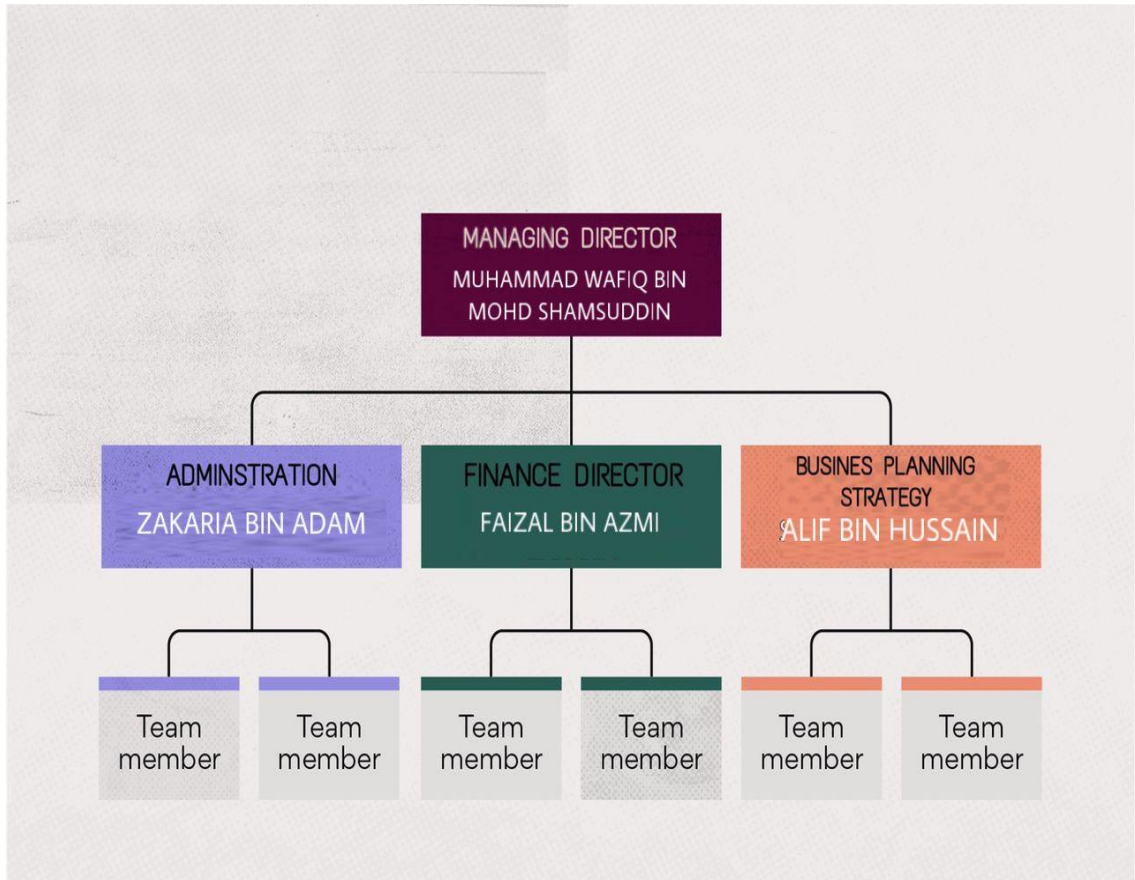 MANAGING DIRECTOR
MUHAMMAD WAFIQ BIN
MOHD SHAMSUDDIN
ADMINSTRATION
ZAKARIA BIN ADAM
FINANCE DIRECTOR
FAIZAL BIN AZMI
BUSINES PLANNING
STRATEGY
ALIF BIN HUSSAIN
Team
member
Team
member
Team
member
Team
member
Team
member
Team
member